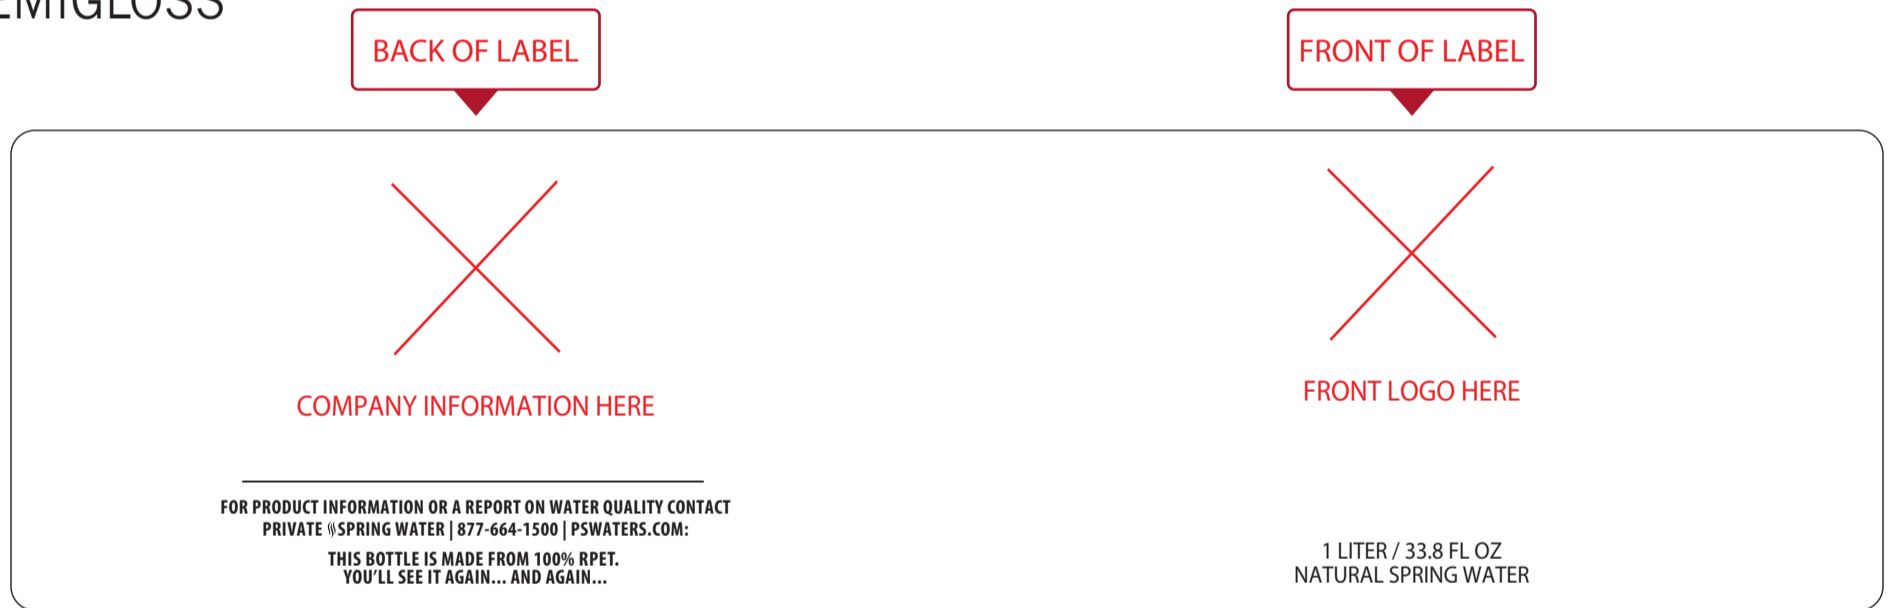 BACK OF LABEL
FRONT OF LABEL
COMPANY INFORMATION HERE
FRONT LOGO HERE
FOR PRODUCT INFORMATION OR A REPORT ON WATER QUALITY CONTACT
PRIVATE SPRING WATER | 877-664-1500 | PSWATERS.COM:
THIS BOTTLE IS MADE FROM 100% RPET.
YOU'LL SEE IT AGAIN... AND AGAIN...
1 LITER / 33.8 FL OZ
NATURAL SPRING WATER